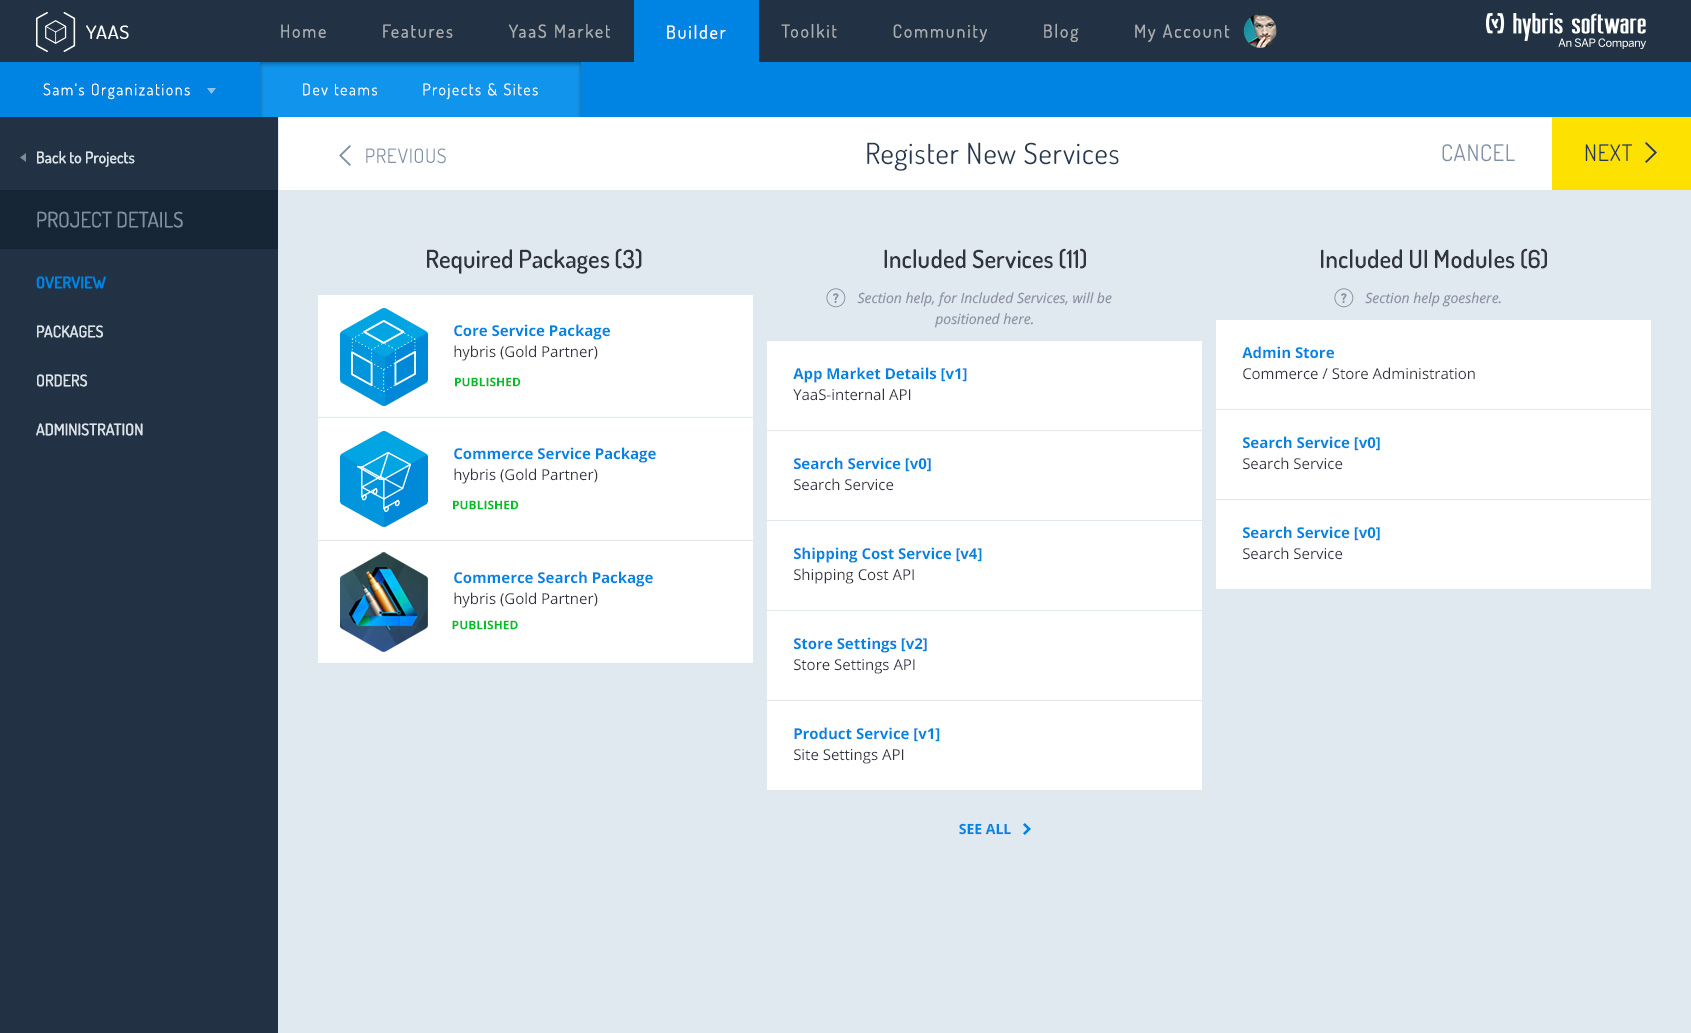 YAAS
Home
Features
YaaS Market
Builder
Toolkit
Community
Blog
My Account
hybris software
An SAP Company
Sam's Organizations
Dev teams
Projects & Sites
Back to Projects
PREVIOUS
Register New Services
CANCEL
NEXT
PROJECT DETAILS
OVERVIEW
PACKAGES
ORDERS
ADMINISTRATION
Required Packages (3)
Core Service Package
hybris (Gold Partner)
PUBLISHED
Commerce Service Package
hybris (Gold Partner)
PUBLISHED
Commerce Search Package
hybris (Gold Partner)
PUBLISHED
Included Services (11)
? Section help, for Included Services, will be
positioned here.
App Market Details [v1]
YaaS-internal API
Search Service [v0]
Search Service
Shipping Cost Service [v4]
Shipping Cost API
Store Settings [v2]
Store Settings API
Product Service [v1]
Site Settings API
SEE ALL
Included UI Modules (6)
? Section help goeshere.
Admin Store
Commerce / Store Administration
Search Service [v0]
Search Service
Search Service [v0]
Search Service